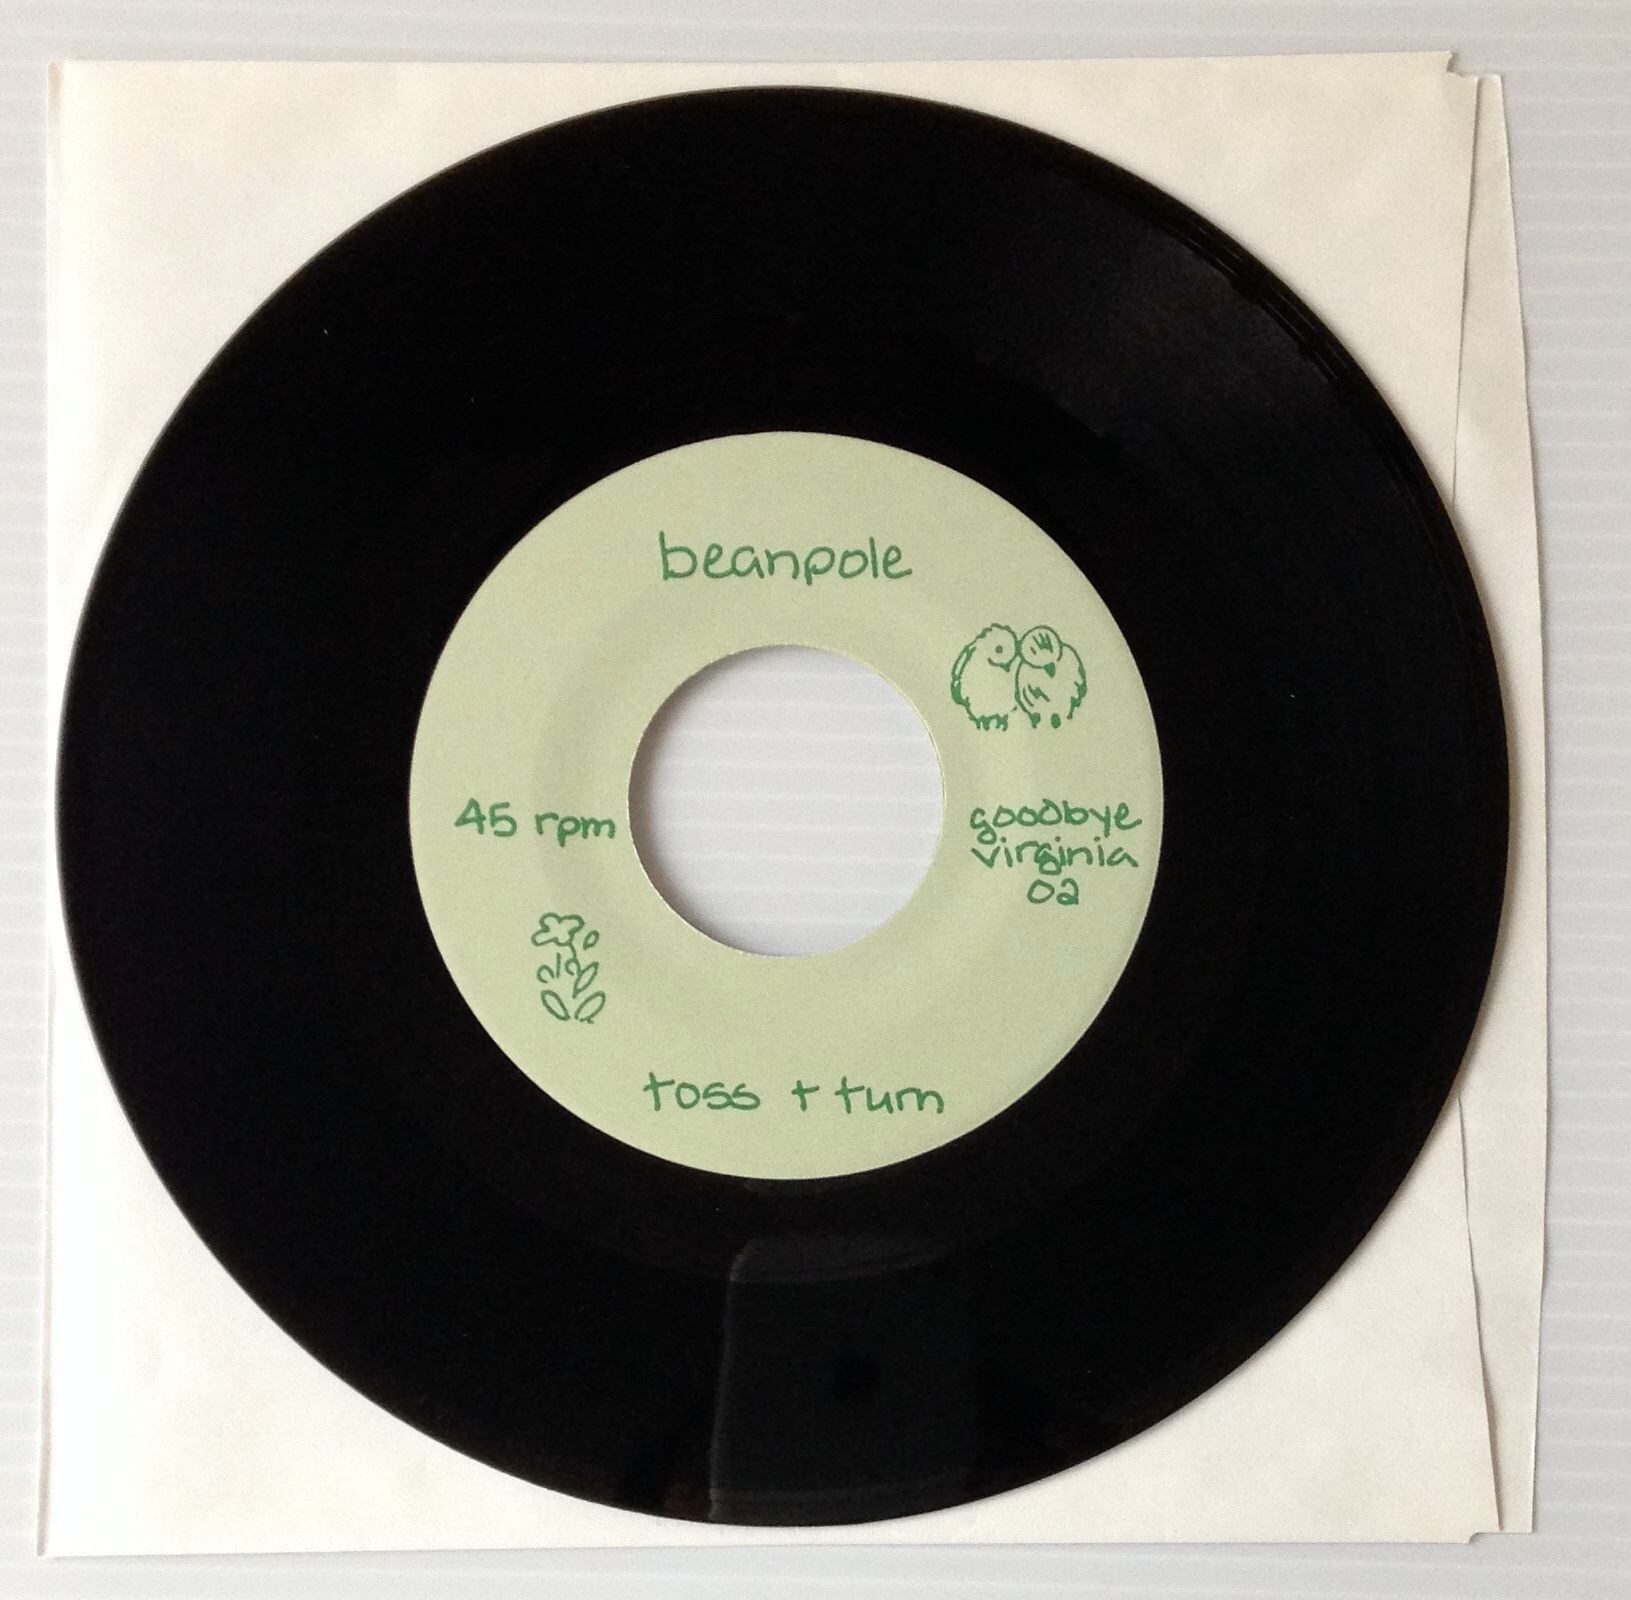 beanpole
45 rpm
goodbye
virginia
02
toss + turn